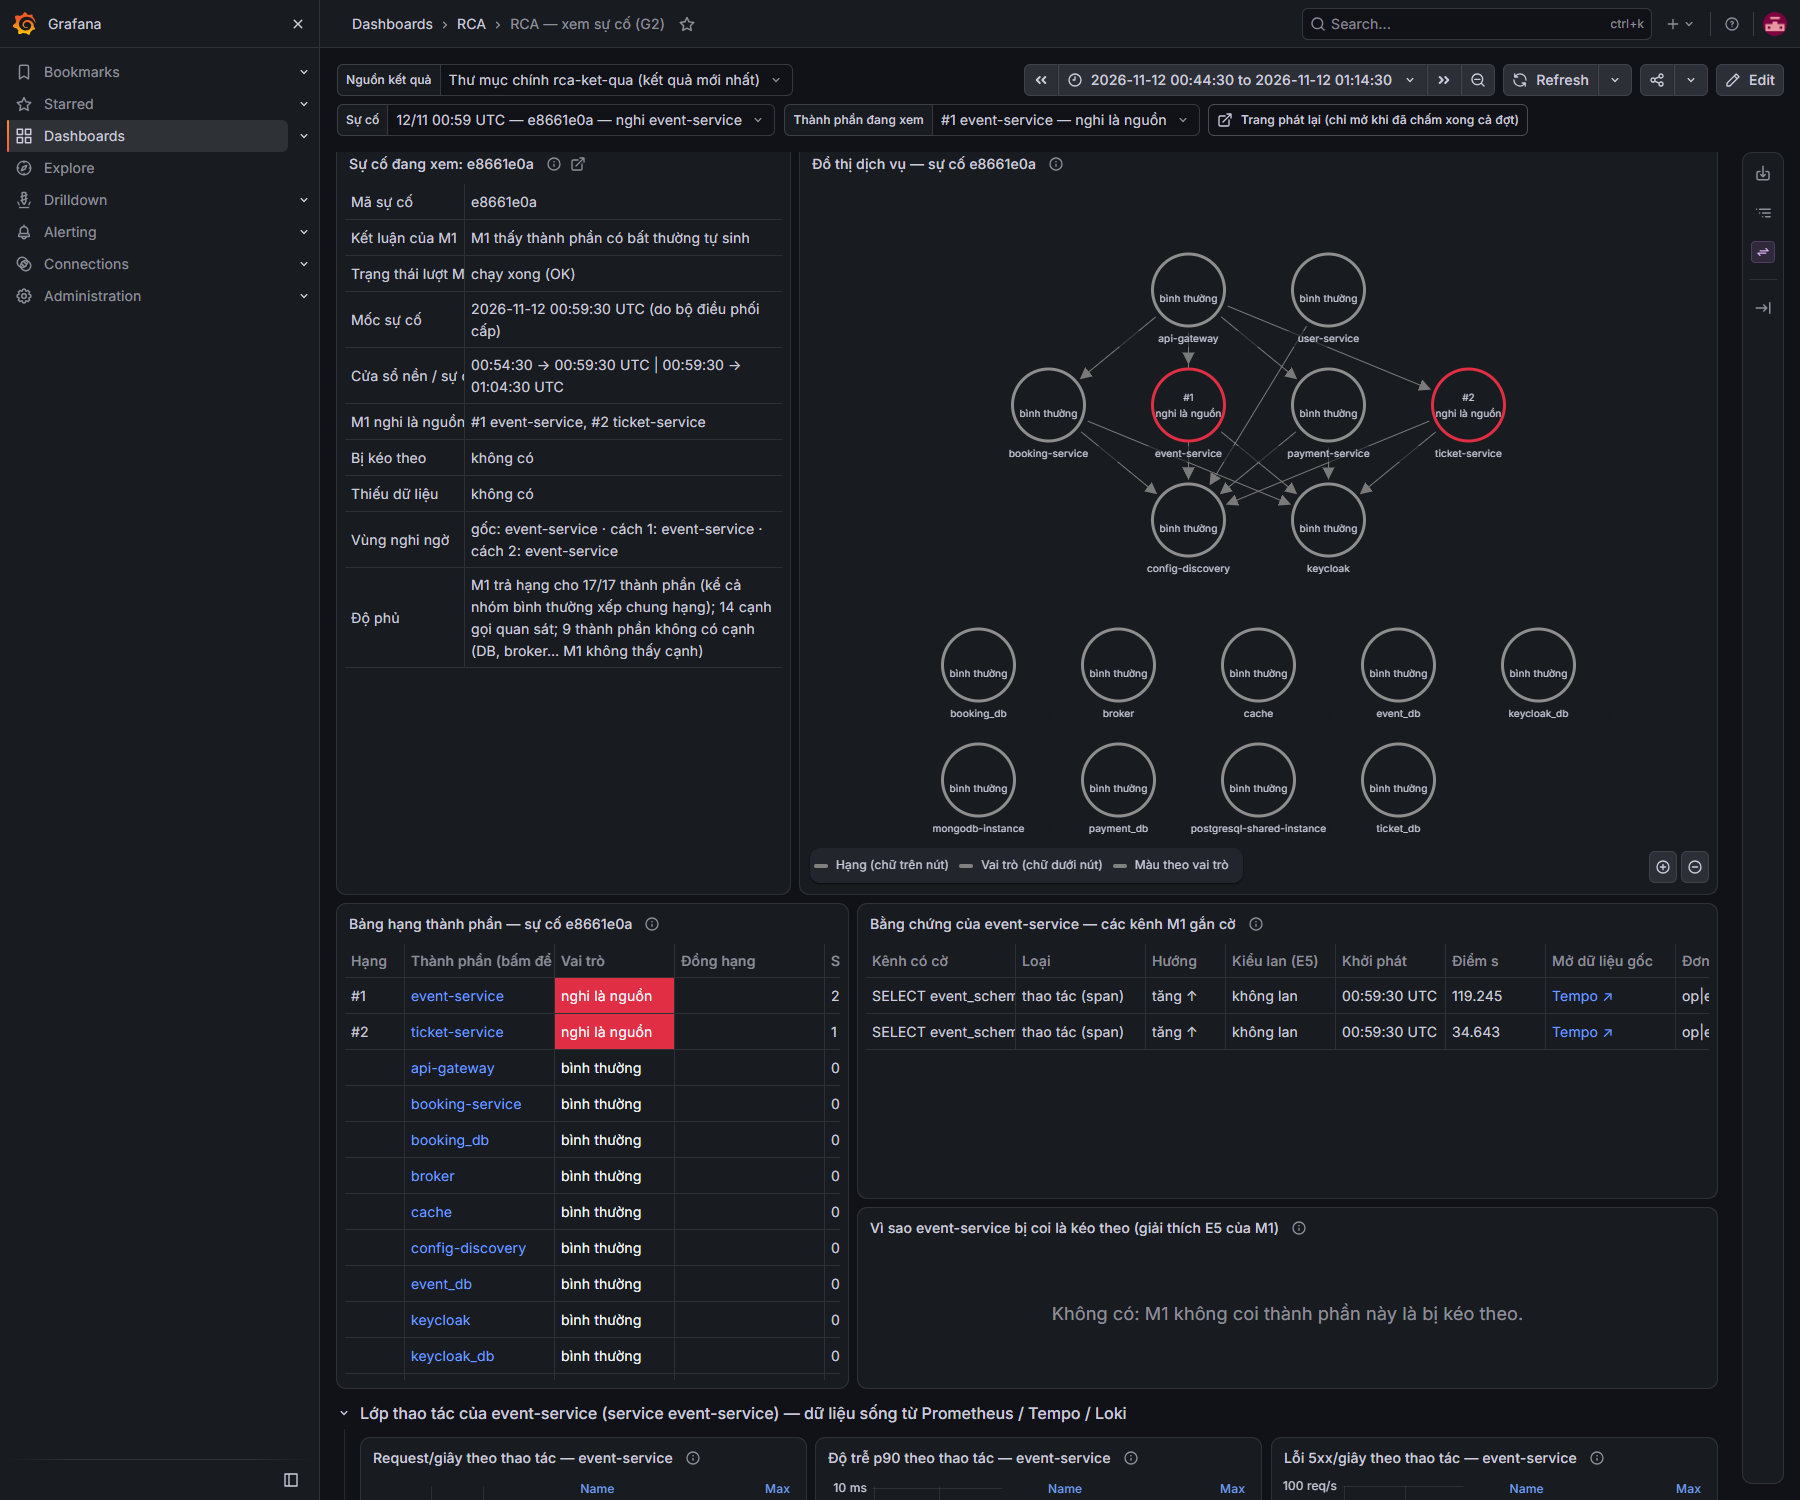 Grafana
Dashboards › RCA › RCA — xem sự cố (G2)
Search...
ctrl+k
Bookmarks
Starred
Dashboards
Explore
Drilldown
Alerting
Connections
Administration
Nguồn kết quả
Thư mục chính rca-ket-qua (kết quả mới nhất)
2026-11-12 00:44:30 to 2026-11-12 01:14:30
Refresh
Edit
Sự cố
12/11 00:59 UTC — e8661e0a — nghi event-service
Thành phần đang xem
#1 event-service — nghi là nguồn
Trang phát lại (chỉ mở khi đã chấm xong cả đợt)
Sự cố đang xem: e8661e0a
Mã sự cố
e8661e0a
Kết luận của M1
M1 thấy thành phần có bất thường tự sinh
Trạng thái lượt M
chạy xong (OK)
Mốc sự cố
2026-11-12 00:59:30 UTC (do bộ điều phối
cấp)
Cửa sổ nền / sự c
00:54:30 → 00:59:30 UTC | 00:59:30 →
01:04:30 UTC
M1 nghi là nguồn
#1 event-service, #2 ticket-service
Bị kéo theo
không có
Thiếu dữ liệu
không có
Vùng nghi ngờ
gốc: event-service · cách 1: event-service ·
cách 2: event-service
Độ phủ
M1 trả hạng cho 17/17 thành phần (kể cả
nhóm bình thường xếp chung hạng); 14 cạnh
gọi quan sát; 9 thành phần không có cạnh
(DB, broker... M1 không thấy cạnh)
Đồ thị dịch vụ — sự cố e8661e0a
bình thường
api-gateway
bình thường
user-service
bình thường
booking-service
#1
nghi là nguồn
event-service
bình thường
payment-service
#2
nghi là nguồn
ticket-service
bình thường
config-discovery
bình thường
keycloak
bình thường
booking_db
bình thường
broker
bình thường
cache
bình thường
event_db
bình thường
keycloak_db
bình thường
mongodb-instance
bình thường
payment_db
bình thường
postgresql-shared-instance
bình thường
ticket_db
Hạng (chữ trên nút)
Vai trò (chữ dưới nút)
Màu theo vai trò
Bảng hạng thành phần — sự cố e8661e0a
Hạng
Thành phần (bấm để
Vai trò
Đồng hạng
S
#1
event-service
nghi là nguồn
2
#2
ticket-service
nghi là nguồn
1
api-gateway
bình thường
0
booking-service
bình thường
0
booking_db
bình thường
0
broker
bình thường
0
cache
bình thường
0
config-discovery
bình thường
0
event_db
bình thường
0
keycloak
bình thường
0
keycloak_db
bình thường
0
Bằng chứng của event-service — các kênh M1 gắn cờ
Kênh có cờ
Loại
Hướng
Kiểu lan (E5)
Khởi phát
Điểm s
Mở dữ liệu gốc
Đơn
SELECT event_schem
thao tác (span)
tăng ↑
không lan
00:59:30 UTC
119.245
Tempo ↗
op|e
SELECT event_schem
thao tác (span)
tăng ↑
không lan
00:59:30 UTC
34.643
Tempo ↗
op|e
Vì sao event-service bị coi là kéo theo (giải thích E5 của M1)
Không có: M1 không coi thành phần này là bị kéo theo.
Lớp thao tác của event-service (service event-service) — dữ liệu sống từ Prometheus / Tempo / Loki
Request/giây theo thao tác — event-service
Name
Max
Độ trễ p90 theo thao tác — event-service
10 ms
Name
Max
Lỗi 5xx/giây theo thao tác — event-service
100 req/s
Name
Max